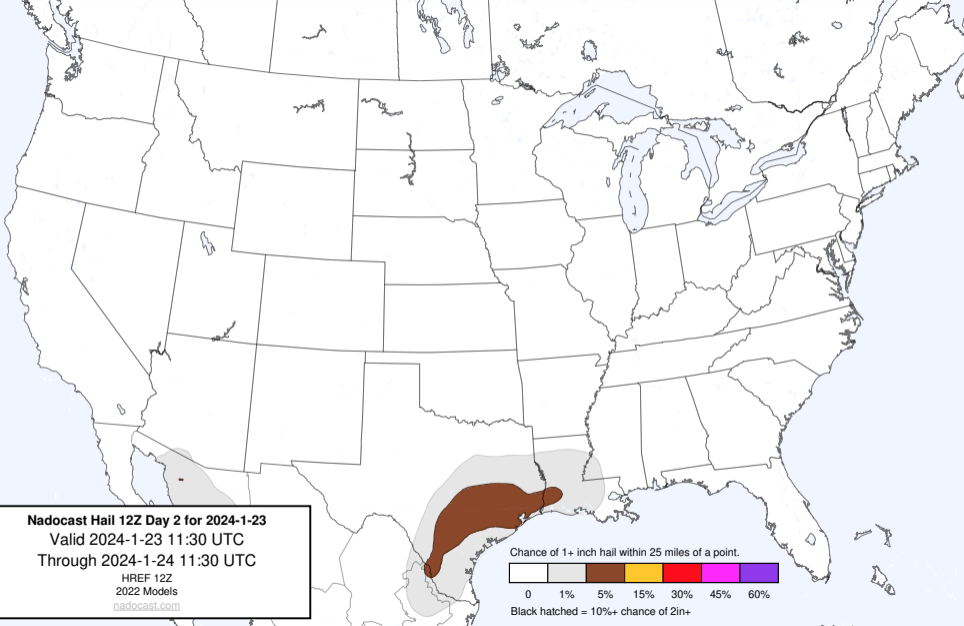 Nadocast Hail 12Z Day 2 for 2024-1-23
Valid 2024-1-23 11:30 UTC
Through 2024-1-24 11:30 UTC
HREF 12Z
2022 Models
nadocast.com
Chance of 1+ inch hail within 25 miles of a point.
0 1% 5% 15% 30% 45% 60%
Black hatched = 10%+ chance of 2in+